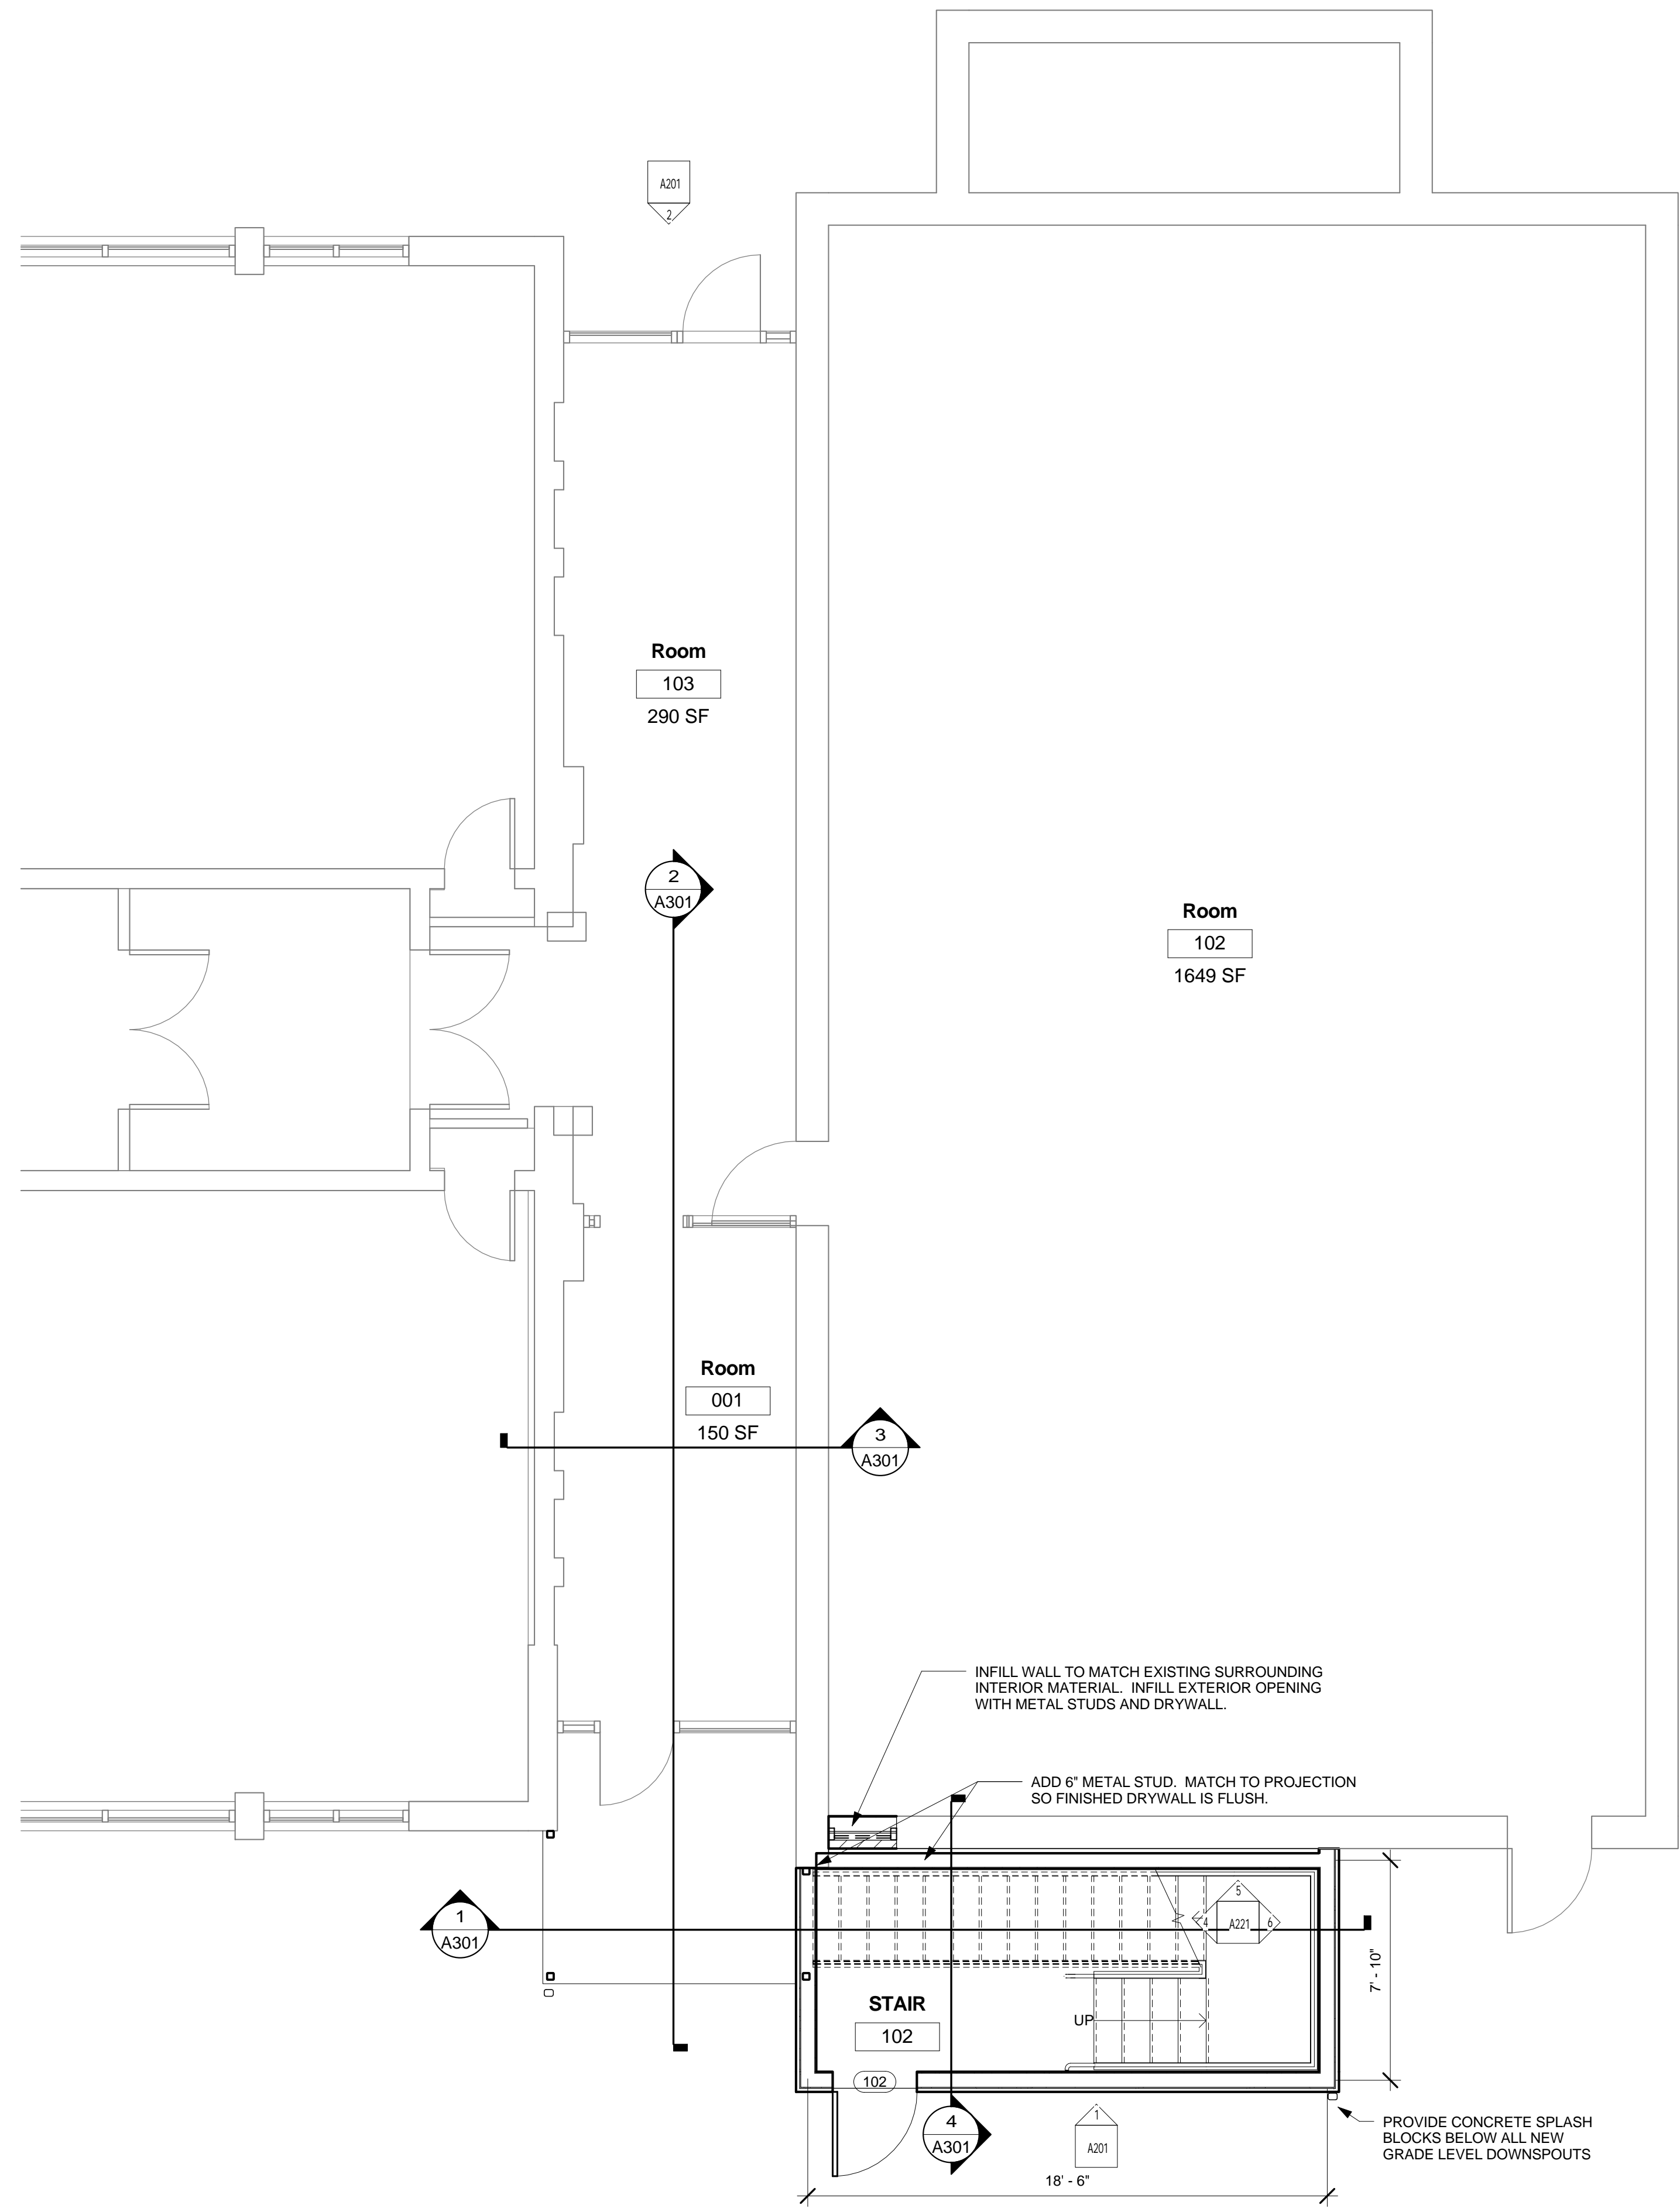 A201
2
Room
103
290 SF
2
A301
Room
102
1649 SF
Room
001
150 SF
3
A301
INFILL WALL TO MATCH EXISTING SURROUNDING
INTERIOR MATERIAL.  INFILL EXTERIOR OPENING
WITH METAL STUDS AND DRYWALL.
ADD 6" METAL STUD.  MATCH TO PROJECTION
SO FINISHED DRYWALL IS FLUSH.
1
A301
5
4
A221
6
7' - 10"
STAIR
102
UP
102
4
A301
1
A201
PROVIDE CONCRETE SPLASH
BLOCKS BELOW ALL NEW
GRADE LEVEL DOWNSPOUTS
18' - 6"